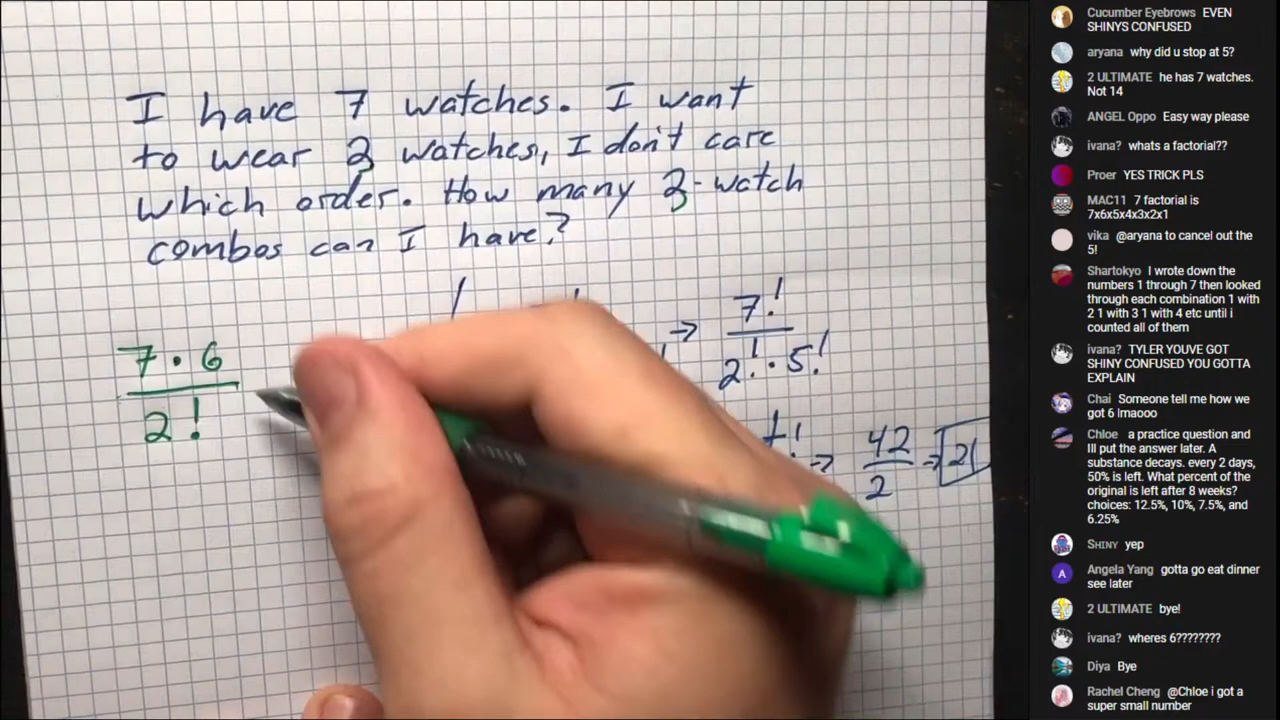 I have 7 watches. I want
to wear 3 watches, I don't care
which order. How many 3-watch
combos can I have?
7 · 6
2!
→ 7!
2! · 5!
→ 42
2
→ 21
Cucumber Eyebrows EVEN
SHINYS CONFUSED
aryana why did u stop at 5?
2 ULTIMATE he has 7 watches.
Not 14
ANGEL Oppo Easy way please
ivana? whats a factorial??
Proer YES TRICK PLS
MAC11 7 factorial is
7x6x5x4x3x2x1
vika @aryana to cancel out the
5!
Shartokyo I wrote down the
numbers 1 through 7 then looked
through each combination 1 with
2 1 with 3 1 with 4 etc until i
counted all of them
ivana? TYLER YOUVE GOT
SHINY CONFUSED YOU GOTTA
EXPLAIN
Chai Someone tell me how we
got 6 lmaooo
Chloe a practice question and
Ill put the answer later. A
substance decays. every 2 days,
50% is left. What percent of the
original is left after 8 weeks?
choices: 12.5%, 10%, 7.5%, and
6.25%
SHINY yep
A
Angela Yang gotta go eat dinner
see later
2 ULTIMATE bye!
ivana? wheres 6????????
Diya Bye
Rachel Cheng @Chloe i got a
super small number